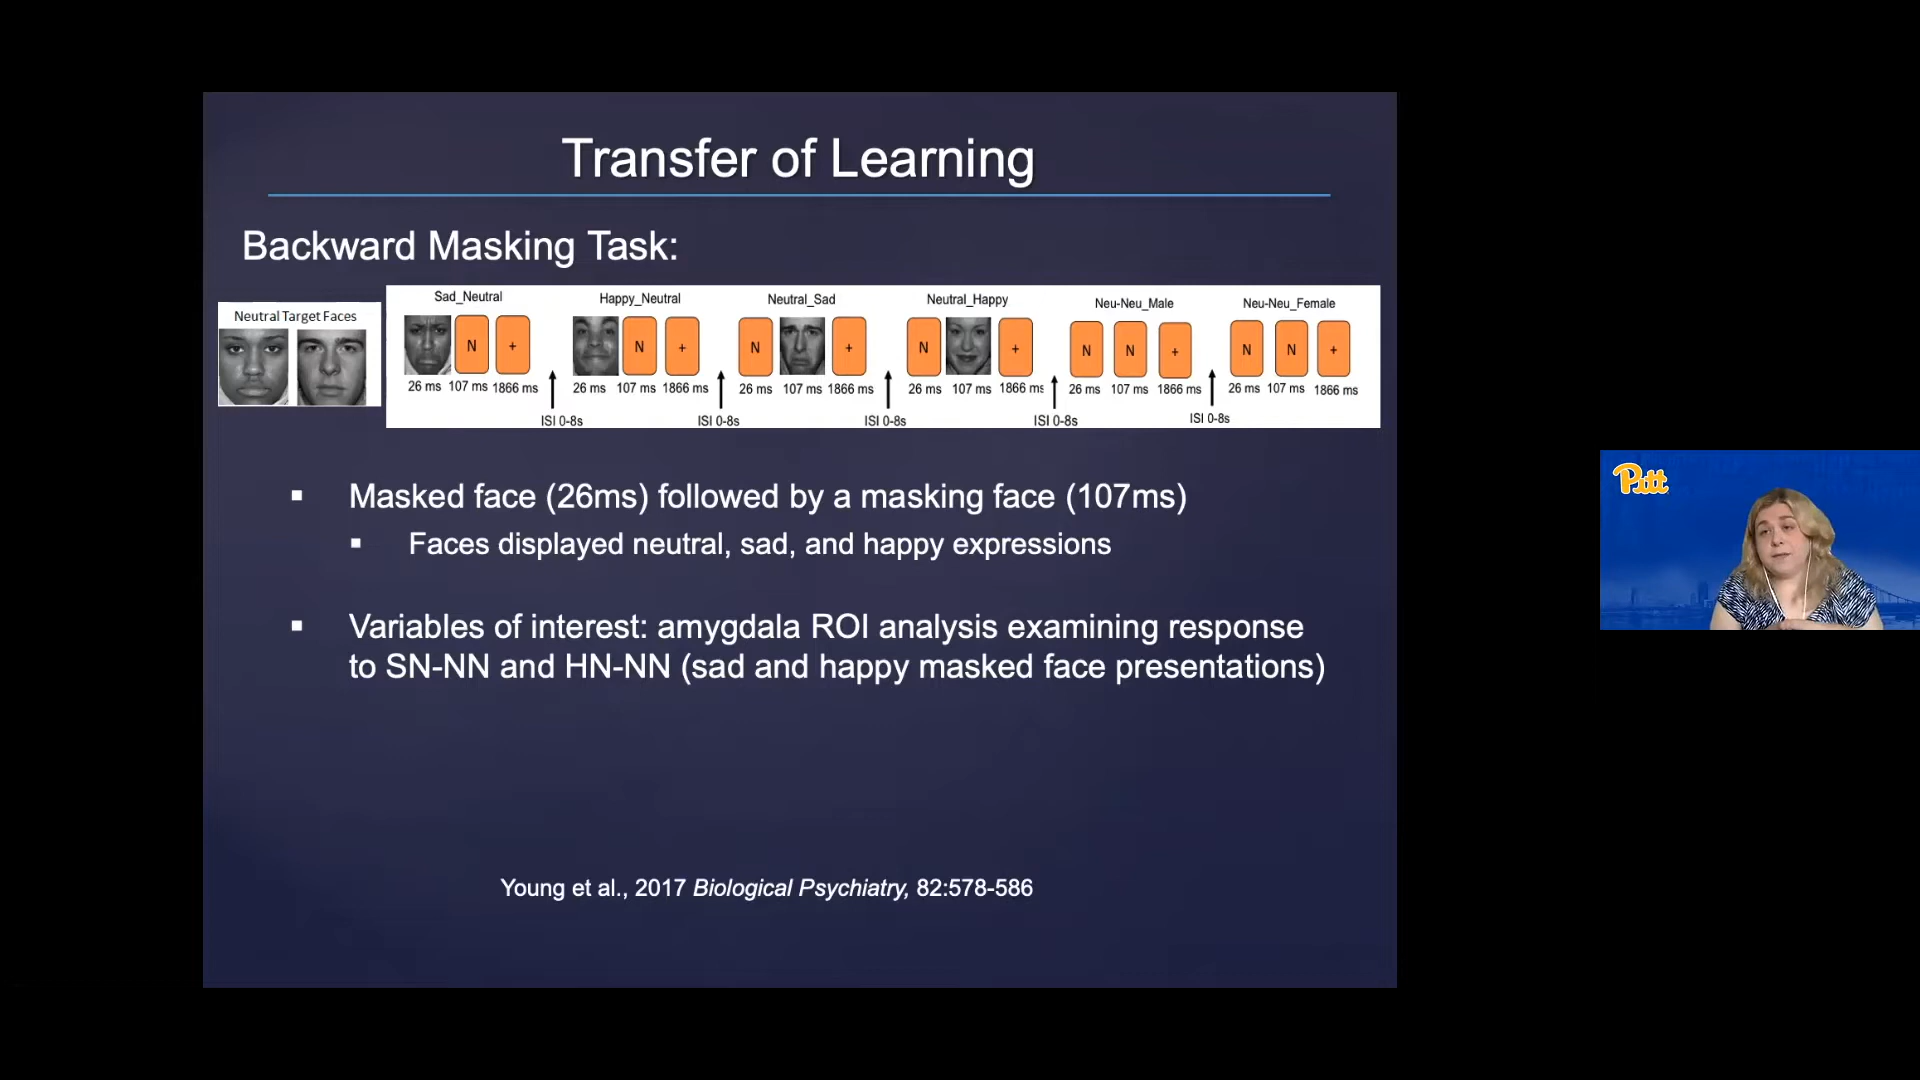 Transfer of Learning
Backward Masking Task:
Neutral Target Faces
Sad_Neutral
N
+
26 ms 107 ms 1866 ms
ISI 0-8s
Happy_Neutral
N
+
26 ms 107 ms 1866 ms
ISI 0-8s
Neutral_Sad
N
+
26 ms 107 ms 1866 ms
ISI 0-8s
Neutral_Happy
N
+
26 ms 107 ms 1866 ms
ISI 0-8s
Neu-Neu_Male
N
N
+
26 ms 107 ms 1866 ms
ISI 0-8s
Neu-Neu_Female
N
N
+
26 ms 107 ms 1866 ms
▪ Masked face (26ms) followed by a masking face (107ms)
▪ Faces displayed neutral, sad, and happy expressions
▪ Variables of interest: amygdala ROI analysis examining response
to SN-NN and HN-NN (sad and happy masked face presentations)
Young et al., 2017 Biological Psychiatry, 82:578-586
Pitt